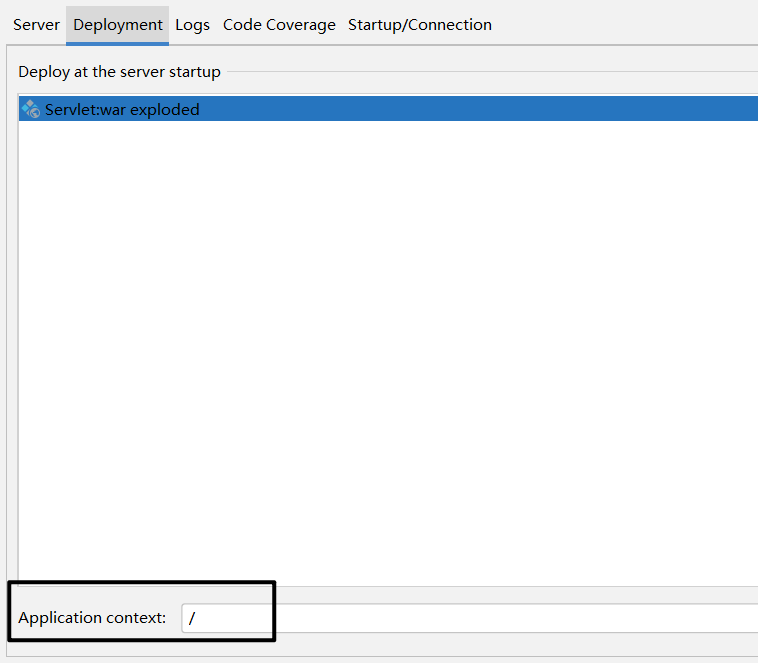 Server Deployment Logs Code Coverage Startup/Connection
Deploy at the server startup
Servlet:war exploded
Application context: /